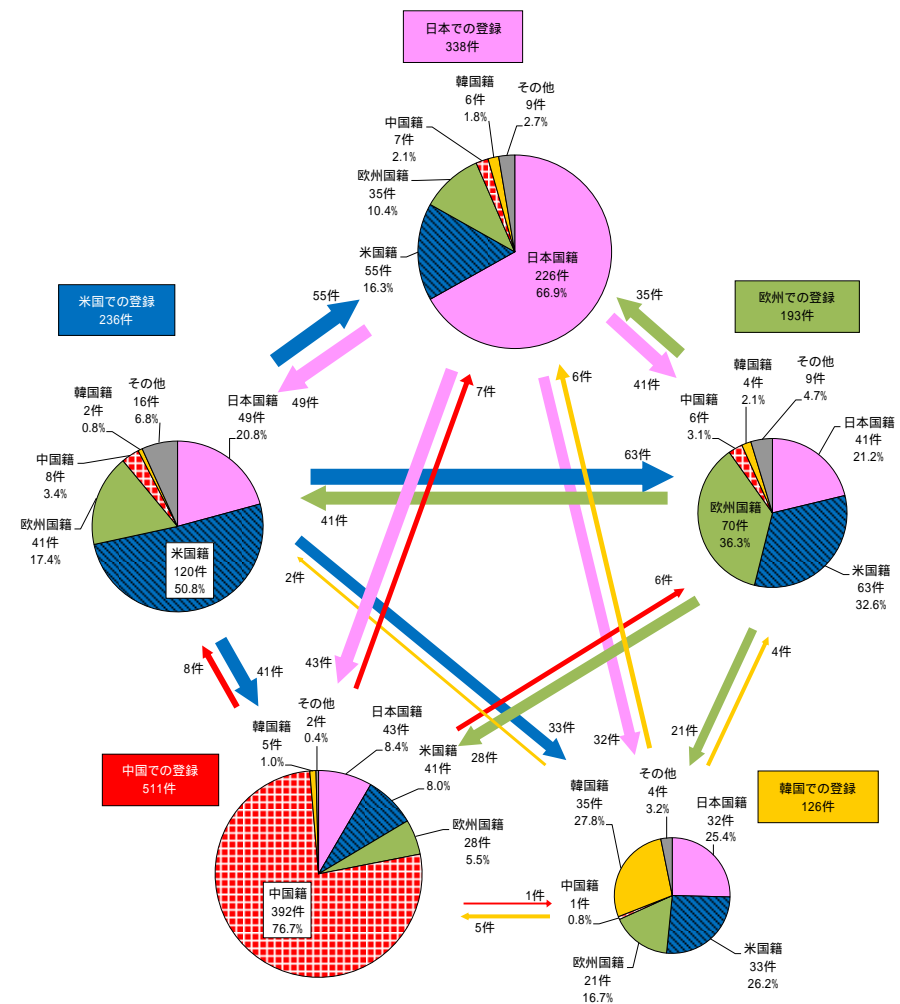 日本での登録
338件
韓国籍
6件
1.8%
その他
9件
2.7%
中国籍
7件
2.1%
欧州国籍
35件
10.4%
米国籍
55件
16.3%
日本国籍
226件
66.9%
米国での登録
236件
欧州での登録
193件
55件
49件
35件
41件
7件
6件
韓国籍
2件
0.8%
その他
16件
6.8%
日本国籍
49件
20.8%
中国籍
8件
3.4%
欧州国籍
41件
17.4%
米国籍
120件
50.8%
韓国籍
4件
2.1%
その他
9件
4.7%
中国籍
6件
3.1%
日本国籍
41件
21.2%
欧州国籍
70件
36.3%
米国籍
63件
32.6%
63件
41件
2件
6件
8件
41件
43件
33件
32件
28件
21件
4件
中国での登録
511件
韓国籍
5件
1.0%
その他
2件
0.4%
日本国籍
43件
8.4%
米国籍
41件
8.0%
欧州国籍
28件
5.5%
中国籍
392件
76.7%
韓国での登録
126件
韓国籍
35件
27.8%
その他
4件
3.2%
日本国籍
32件
25.4%
中国籍
1件
0.8%
欧州国籍
21件
16.7%
米国籍
33件
26.2%
1件
5件